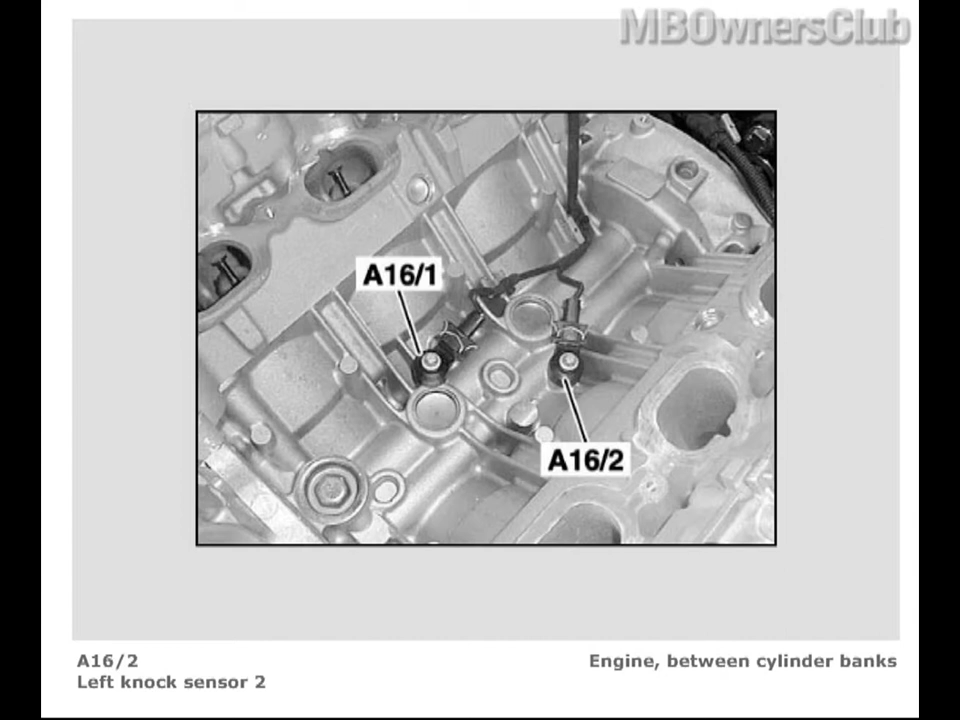 MBOwnersClub
A16/1
A16/2
A16/2
Left knock sensor 2
Engine, between cylinder banks